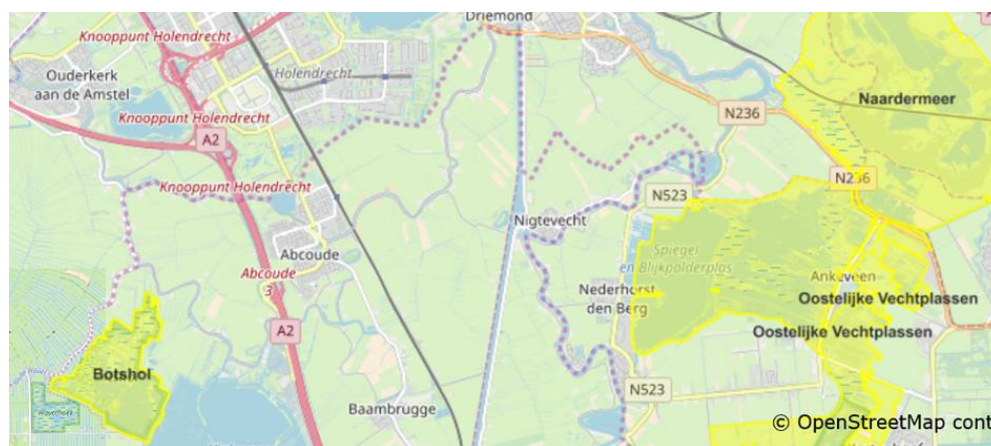 Driemond
Knooppunt Holendrecht
Holendrecht
Ouderkerk
aan de Amstel
Naardermeer
Knooppunt Holendrecht
N236
A2
N236
Knooppunt Holendrecht
N523
Nigtevecht
Abcoude
Spiegel
en Blijkpolderplas
Abcoude
3
Ankeveen
Nederhorst
den Berg
Oostelijke Vechtplassen
A2
Oostelijke Vechtplassen
Botshol
N523
Waverhoek
Baambrugge
© OpenStreetMap cont